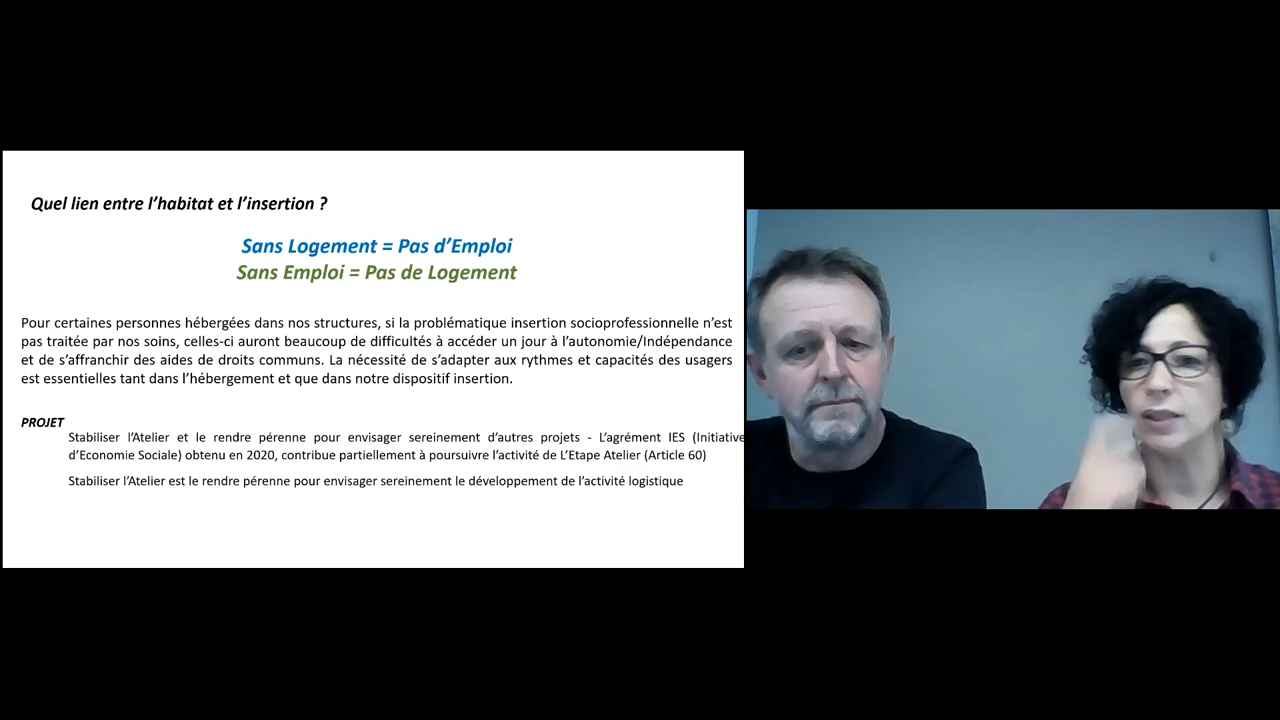 Quel lien entre l’habitat et l’insertion ?
Sans Logement = Pas d’Emploi
Sans Emploi = Pas de Logement
Pour certaines personnes hébergées dans nos structures, si la problématique insertion socioprofessionnelle n’est
pas traitée par nos soins, celles-ci auront beaucoup de difficultés à accéder un jour à l’autonomie/Indépendance
et de s’affranchir des aides de droits communs. La nécessité de s’adapter aux rythmes et capacités des usagers
est essentielles tant dans l’hébergement et que dans notre dispositif insertion.
PROJET
Stabiliser l’Atelier et le rendre pérenne pour envisager sereinement d’autres projets - L’agrément IES (Initiative
d’Economie Sociale) obtenu en 2020, contribue partiellement à poursuivre l’activité de L’Etape Atelier (Article 60)
Stabiliser l’Atelier est le rendre pérenne pour envisager sereinement le développement de l’activité logistique